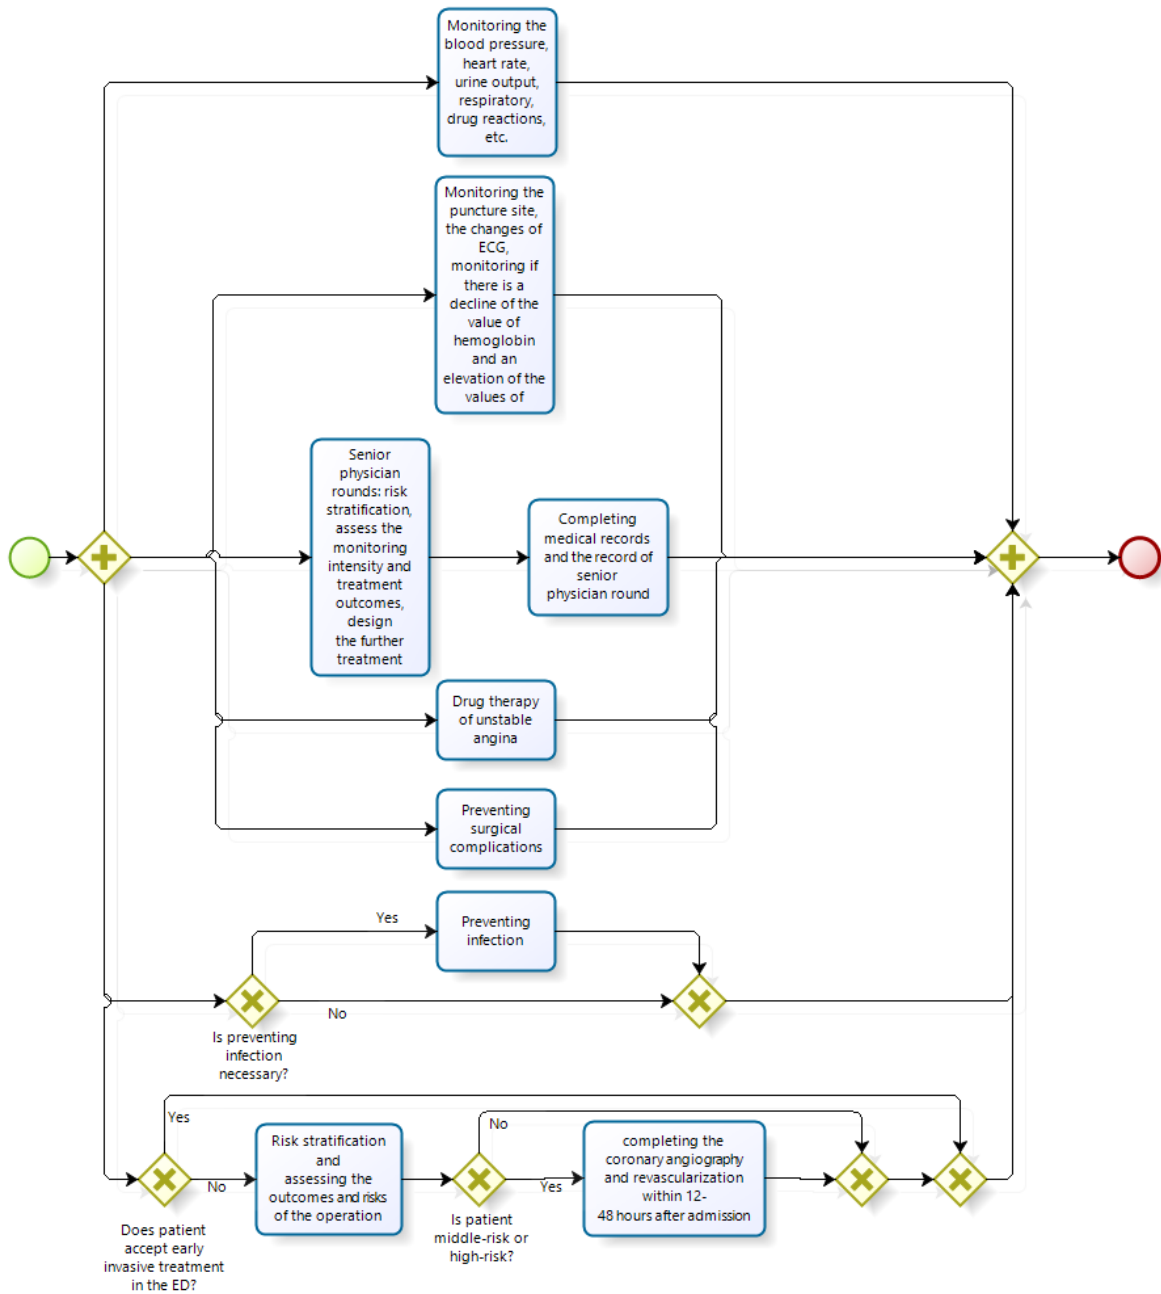 Monitoring the
blood pressure,
heart rate,
urine output,
respiratory,
drug reactions,
etc.
Monitoring the
puncture site,
the changes of
ECG,
monitoring if
there is a
decline of the
value of
hemoglobin
and an
elevation of the
values of
Senior
physician
rounds: risk
stratification,
assess the
monitoring
intensity and
treatment
outcomes,
design
the further
treatment
Completing
medical records
and the record of
senior
physician round
Drug therapy
of unstable
angina
Preventing
surgical
complications
Yes
Preventing
infection
No
Is preventing
infection
necessary?
Yes
No
Risk stratification
and
assessing the
outcomes and risks
of the operation
No
Yes
completing the
coronary angiography
and revascularization
within 12-
48 hours after admission
Does patient
accept early
invasive treatment
in the ED?
Is patient
middle-risk or
high-risk?